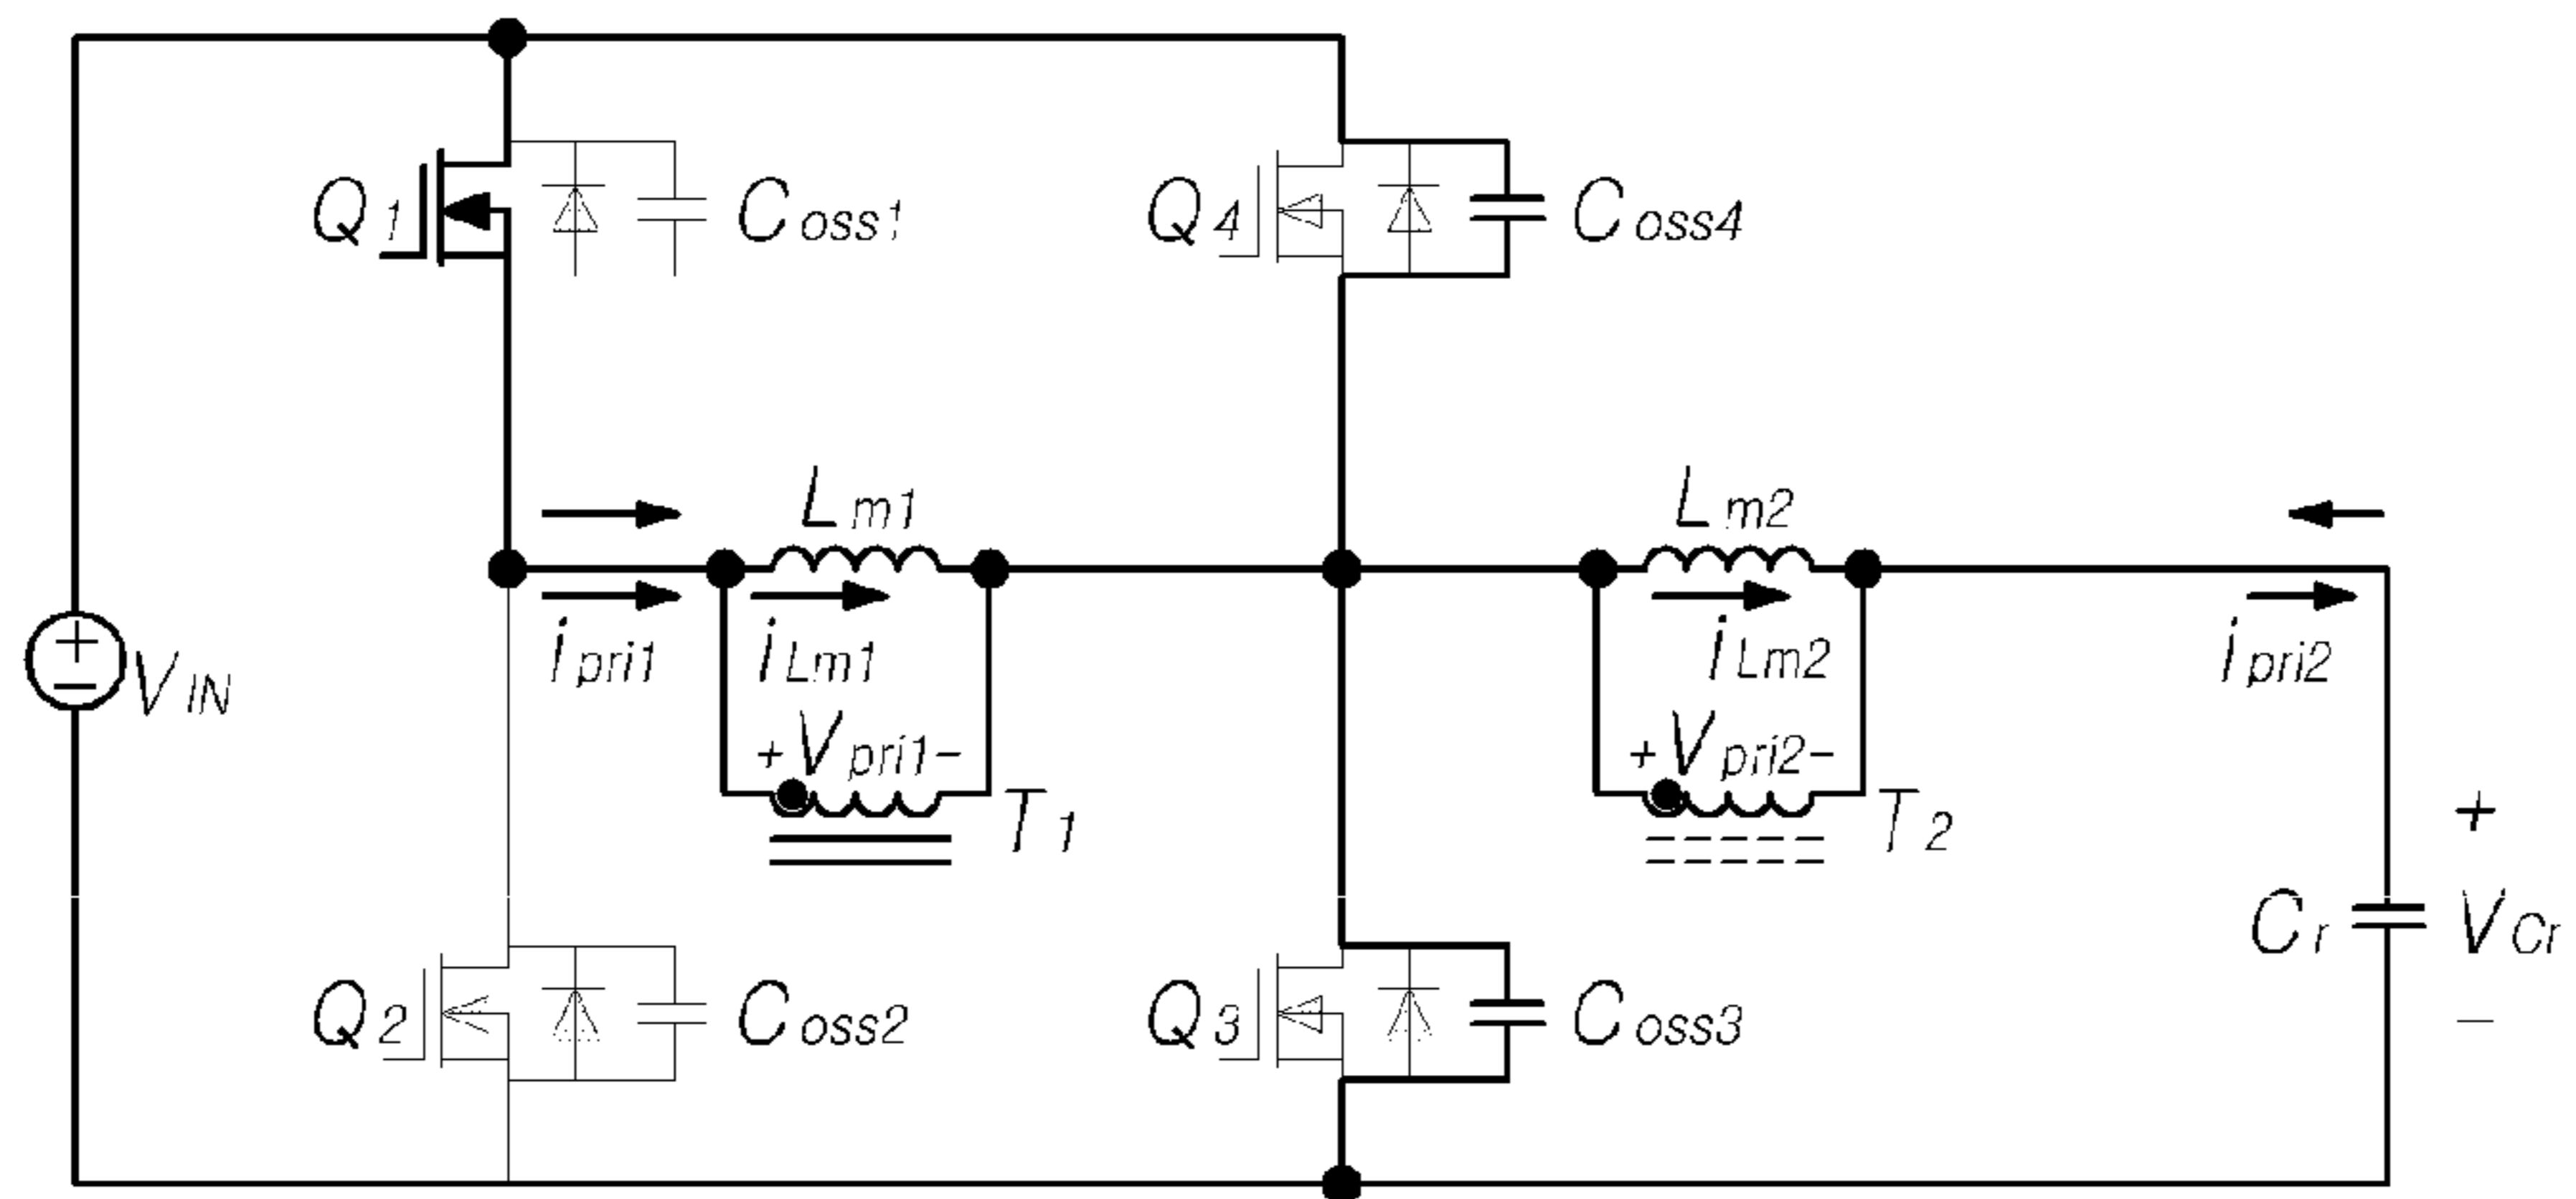 Q1
Coss1
Q4
Coss4
Lm1
Lm2
ipri1
iLm1
iLm2
ipri2
+
VIN
+Vpri1-
T1
+Vpri2-
T2
+
Cr
VCr
-
Q2
Coss2
Q3
Coss3